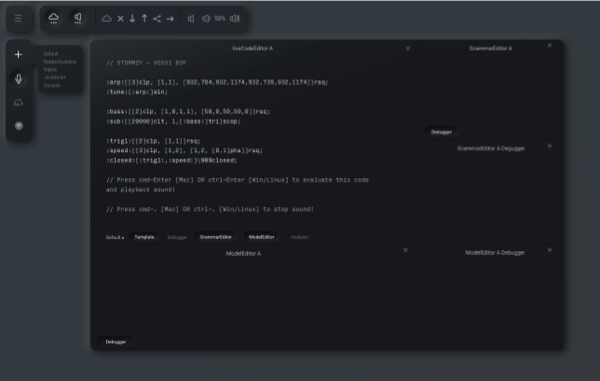 50%
Default
JavaScript
Console
liveCodeEditor A
// STORMZY - VOSSI BOP
:arp:[[3]clp, [1,1], [932,784,932,1174,932,739,932,1174]]rsq;
:tune:[:arp:]sin;
:bass:[[2]clp, [1,0,1,1], [50,0,50,50,0]]rsq;
:sub:[[20000]clt, 1,(:bass:]tri)scop;
:trig1:[[2]clp, [1,1]]rsq;
:speed:[[3]clp, [1,2], [1,2, [0.1]pha]]rsq;
:closed:[:trig1:,:speed:]\909closed;
// Press cmd-Enter [Mac] OR ctrl-Enter [Win/Linux] to evaluate this code
and playback sound!
// Press cmd-. [Mac] OR ctrl-. [Win/Linux] to stop sound!
Default
Template
Debugger
GrammarEditor
ModelEditor
Analyser
GrammarEditor A
Debugger
GrammarEditor A Degugger
ModelEditor A
Debugger
ModelEditor A Debugger